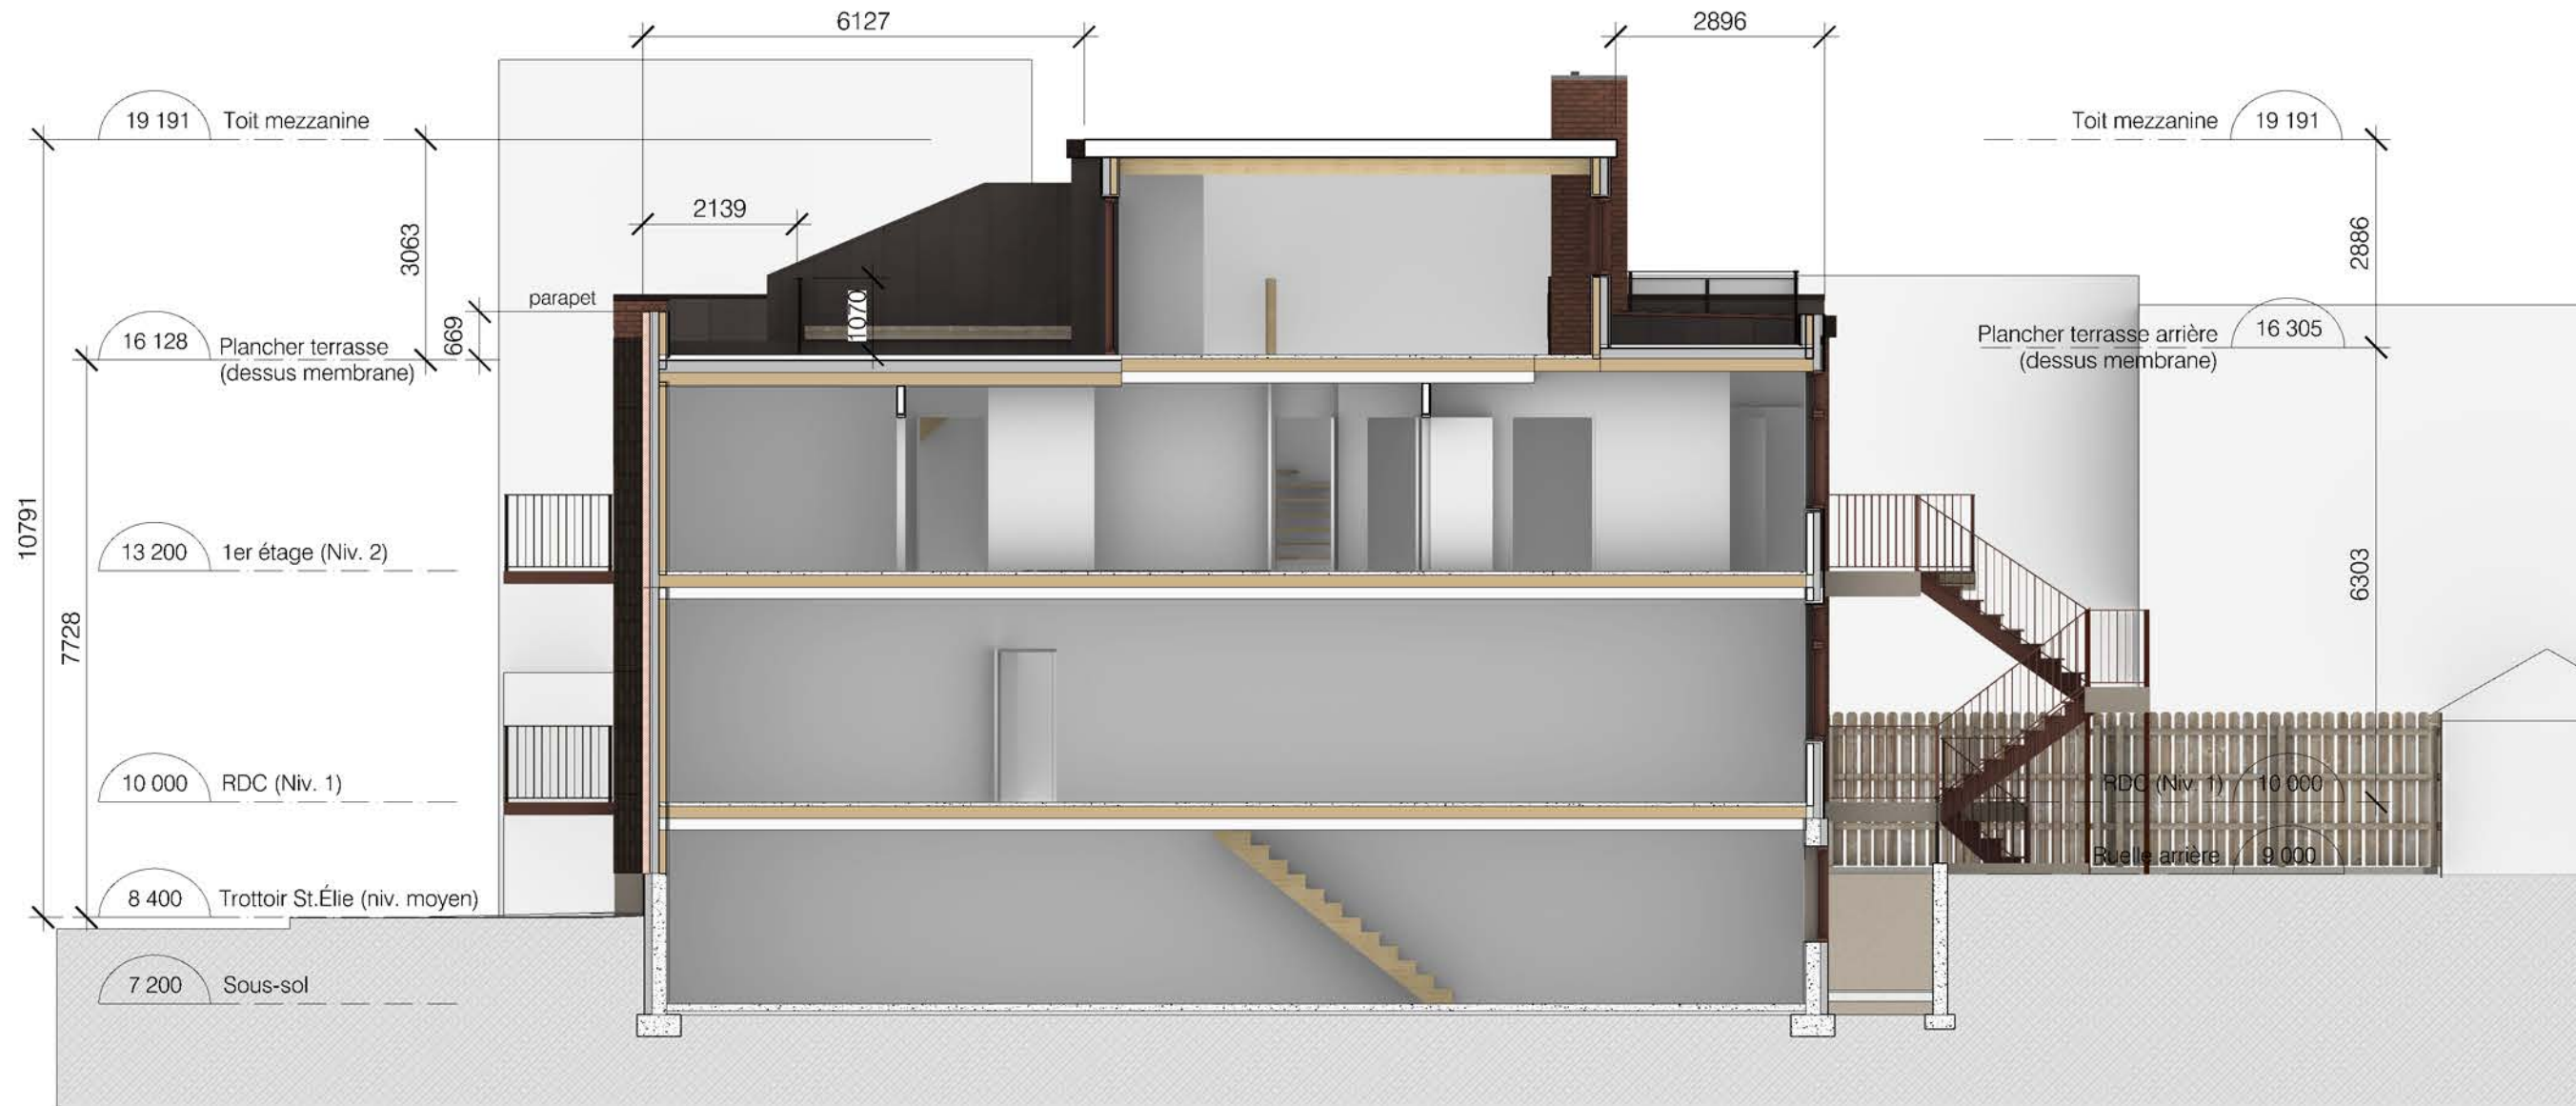 6127
2896
19 191 Toit mezzanine
Toit mezzanine 19 191
2139
3063
2886
1070
parapet
669
16 128 Plancher terrasse
(dessus membrane)
Plancher terrasse arrière 16 305
(dessus membrane)
10791
13 200 1er étage (Niv. 2)
7728
6303
10 000 RDC (Niv. 1)
RDC (Niv. 1) 10 000
Ruelle arrière 9 000
8 400 Trottoir St.Élie (niv. moyen)
7 200 Sous-sol